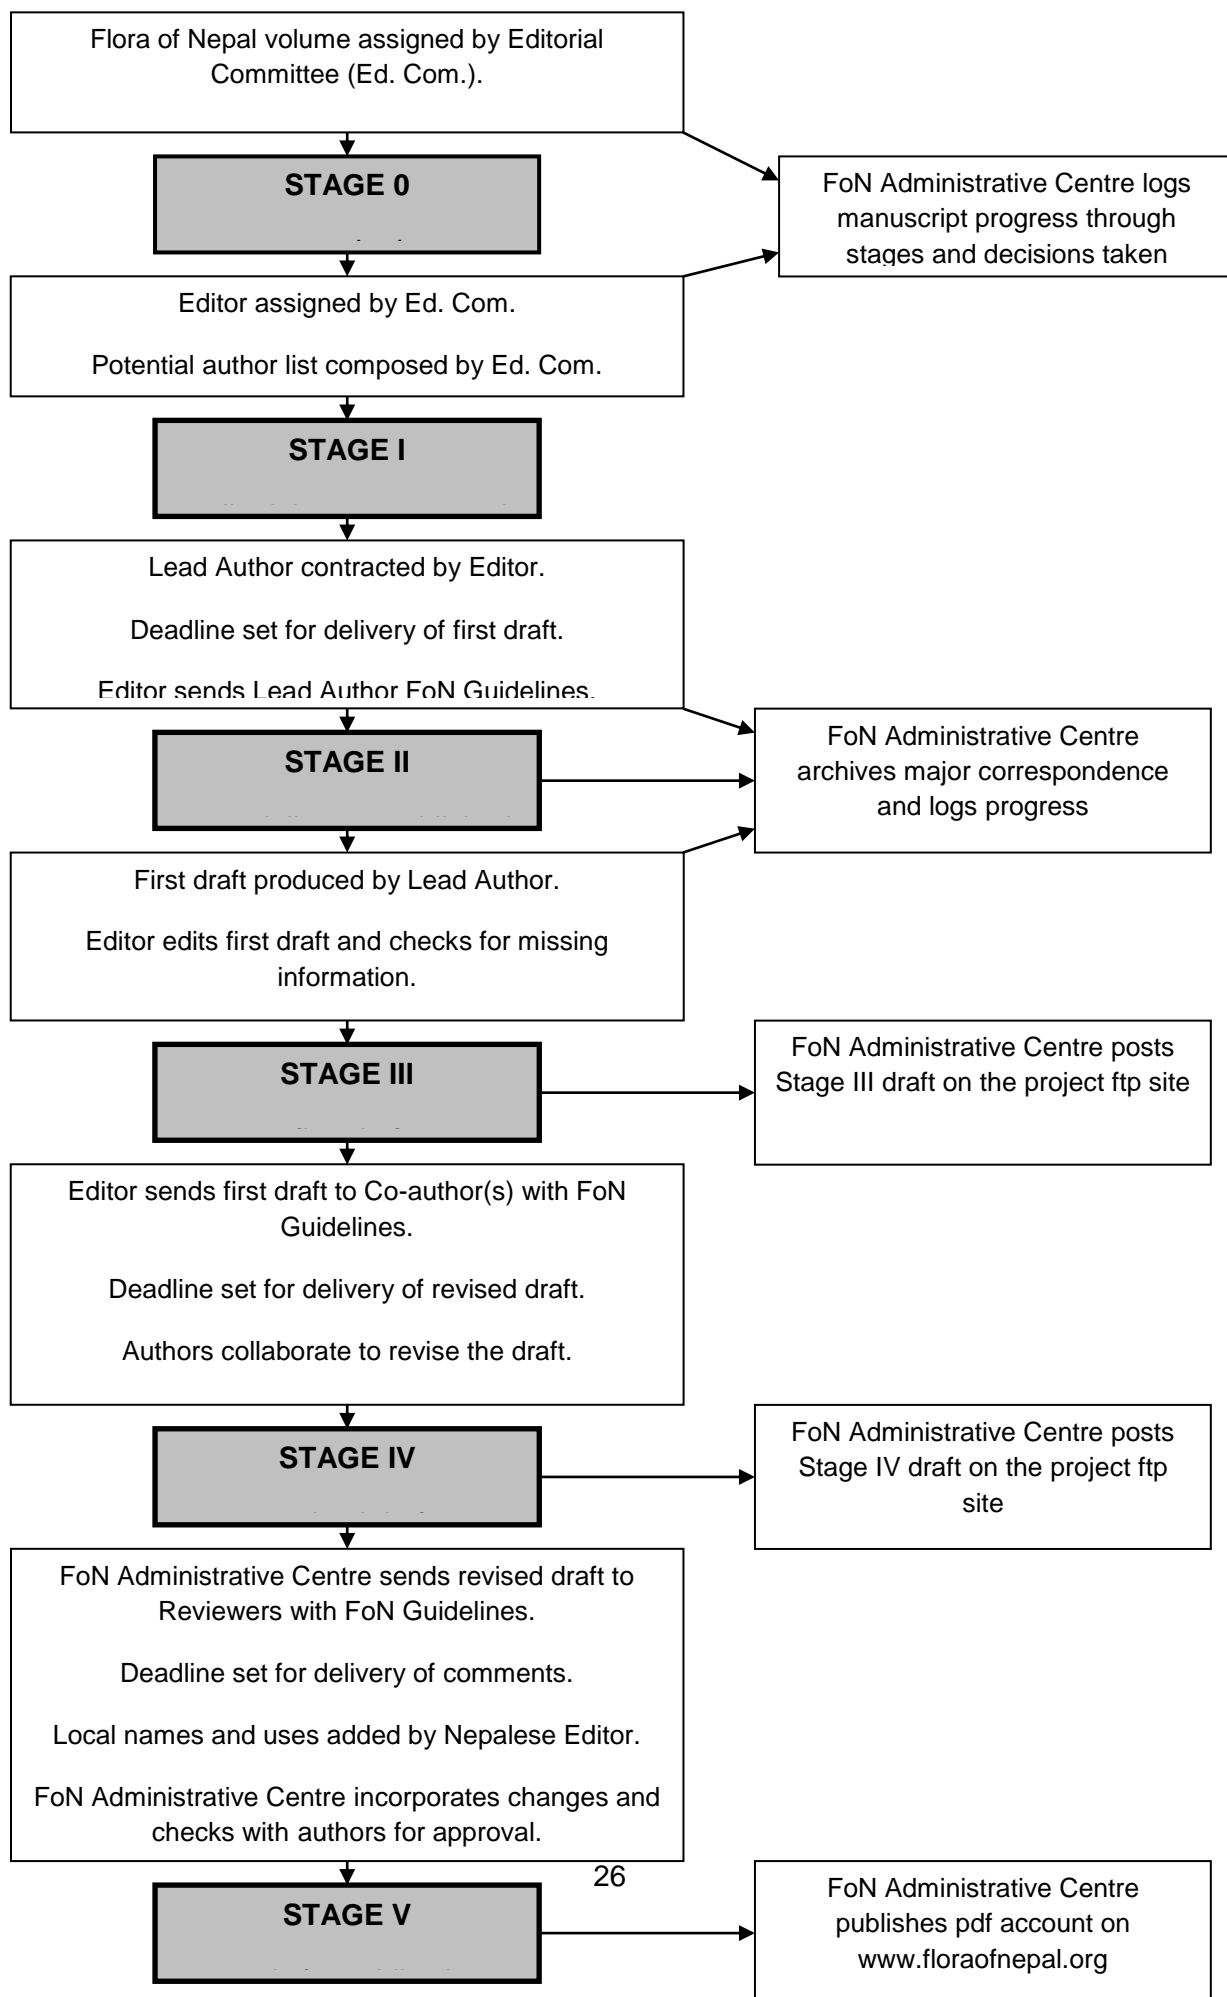 Flora of Nepal volume assigned by Editorial
Committee (Ed. Com.).
STAGE 0
FoN Administrative Centre logs
manuscript progress through
stages and decisions taken
Editor assigned by Ed. Com.
Potential author list composed by Ed. Com.
STAGE I
Lead Author contracted by Editor.
Deadline set for delivery of first draft.
Editor sends Lead Author FoN Guidelines.
STAGE II
FoN Administrative Centre
archives major correspondence
and logs progress
First draft produced by Lead Author.
Editor edits first draft and checks for missing
information.
STAGE III
FoN Administrative Centre posts
Stage III draft on the project ftp site
Editor sends first draft to Co-author(s) with FoN
Guidelines.
Deadline set for delivery of revised draft.
Authors collaborate to revise the draft.
STAGE IV
FoN Administrative Centre posts
Stage IV draft on the project ftp
site
FoN Administrative Centre sends revised draft to
Reviewers with FoN Guidelines.
Deadline set for delivery of comments.
Local names and uses added by Nepalese Editor.
FoN Administrative Centre incorporates changes and
checks with authors for approval.
26
STAGE V
FoN Administrative Centre
publishes pdf account on
www.floraofnepal.org